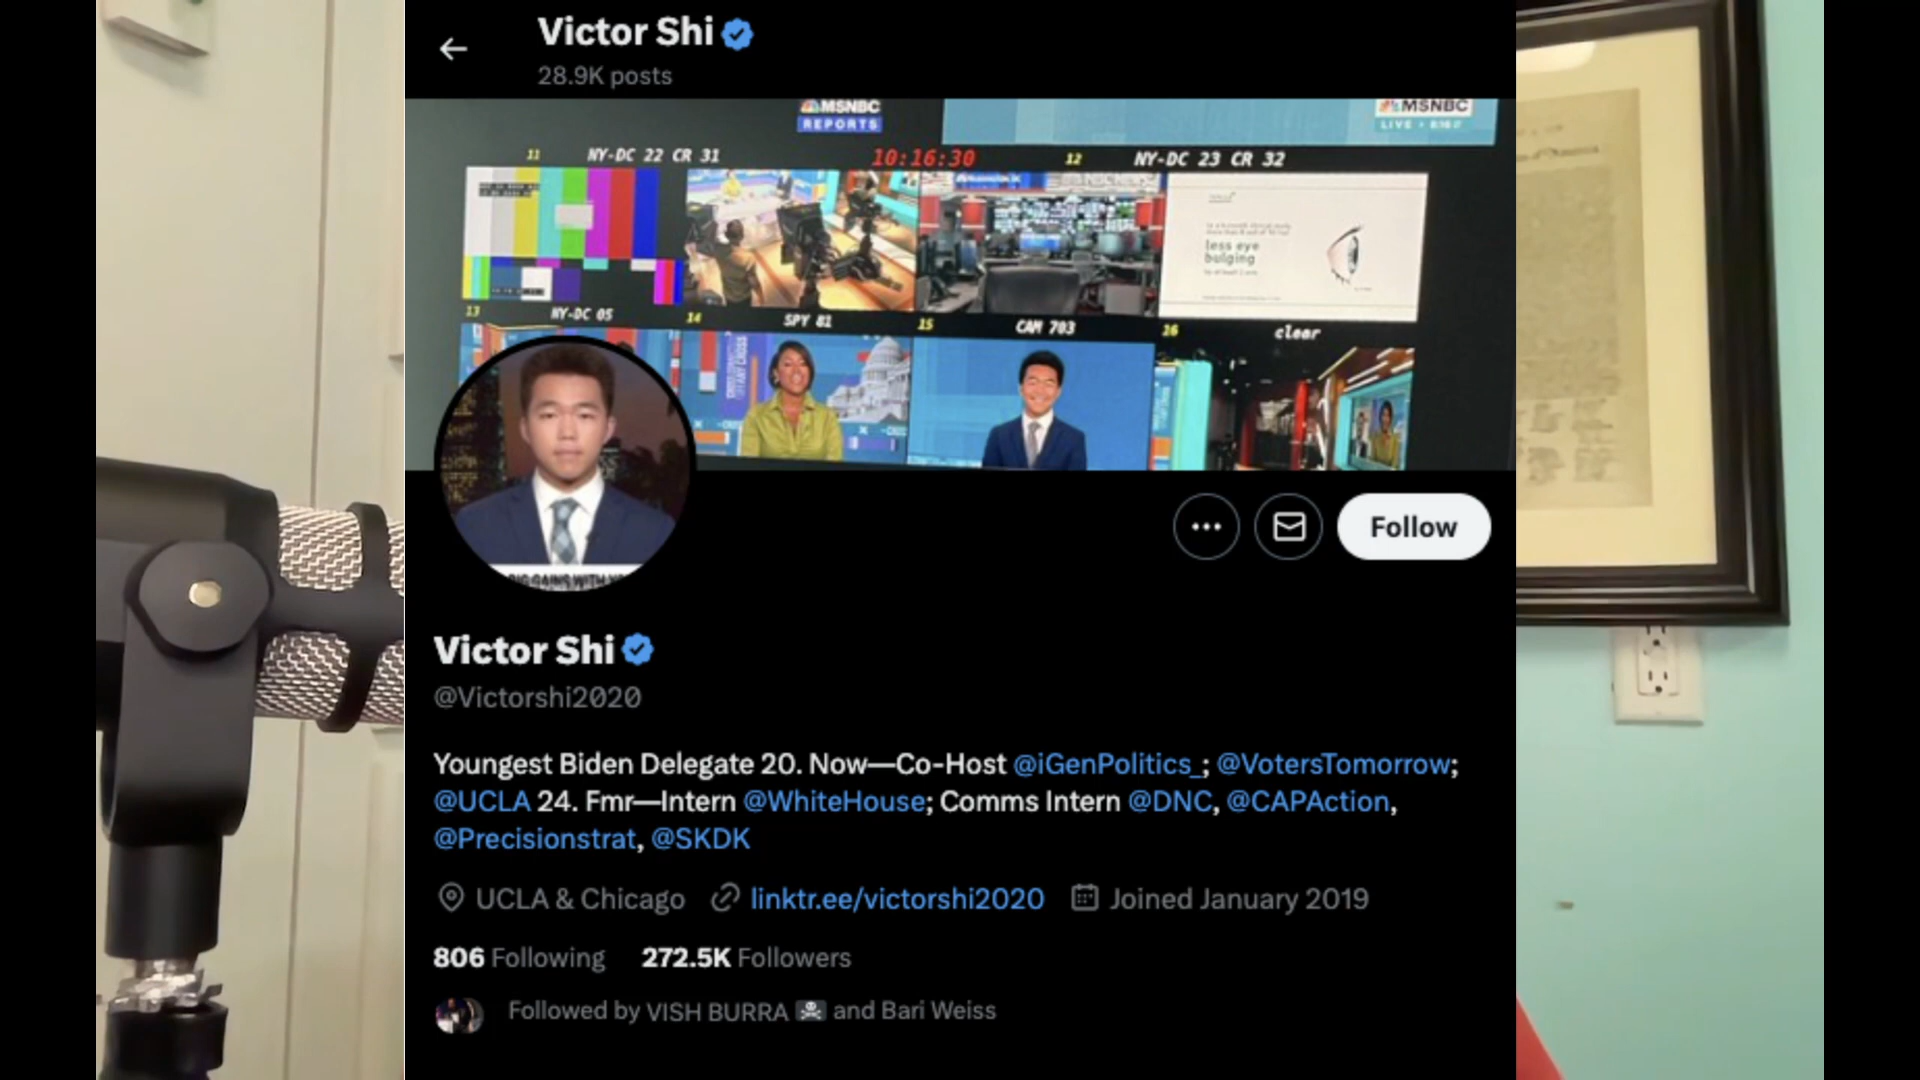 Victor Shi
28.9K posts
MSNBC
REPORTS
MSNBC
LIVE
11 NY-DC 22 CR 31 10:16:30 12 NY-DC 23 CR 32
less eye
bulging
13 NY-DC 05 14 SPY 81 15 CAM 703 16 clear
BIG GAINS WITH
Follow
Victor Shi
@Victorshi2020
Youngest Biden Delegate 20. Now—Co-Host @iGenPolitics_; @VotersTomorrow;
@UCLA 24. Fmr—Intern @WhiteHouse; Comms Intern @DNC, @CAPAction,
@Precisionstrat, @SKDK
UCLA & Chicago linktr.ee/victorshi2020 Joined January 2019
806 Following 272.5K Followers
Followed by VISH BURRA and Bari Weiss